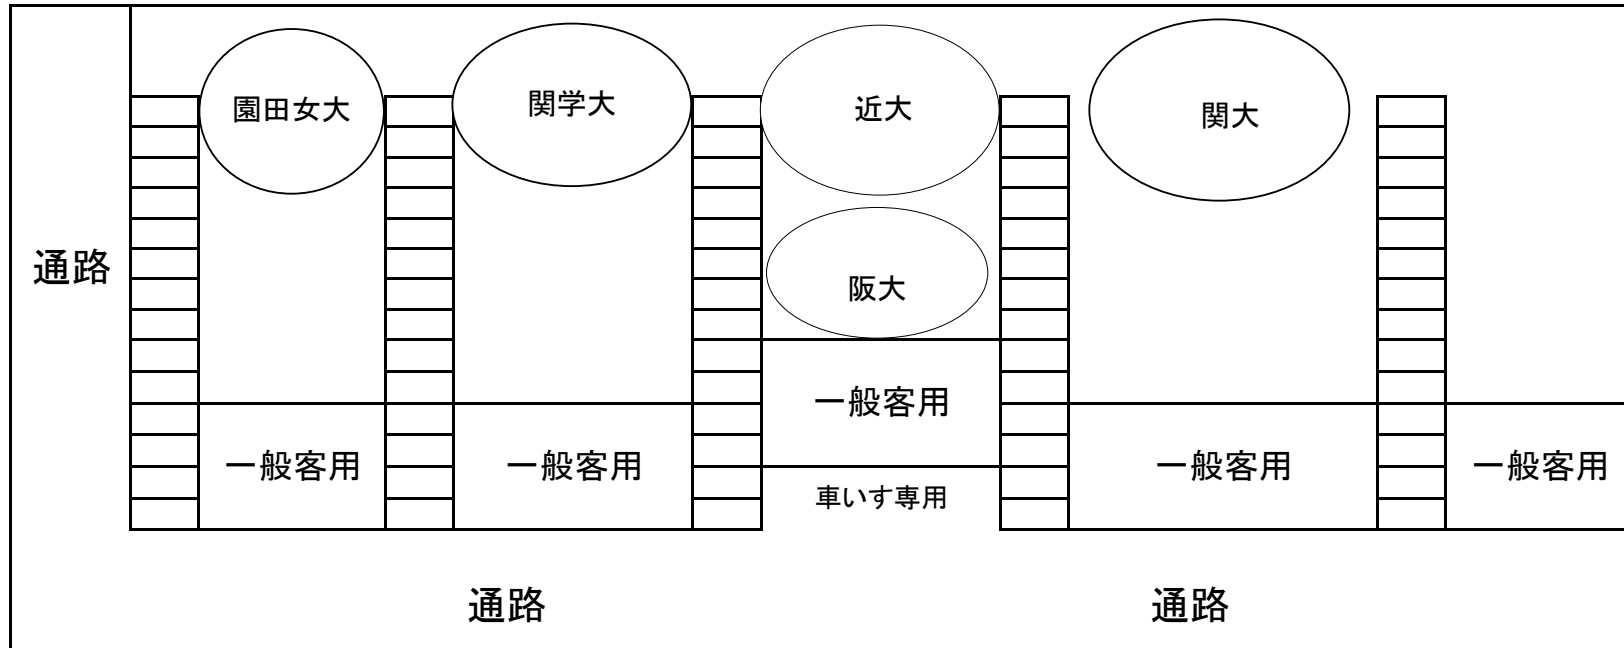 園田女大
関学大
近大
関大
通路
阪大
一般客用
一般客用
一般客用
一般客用
一般客用
車いす専用
通路
通路